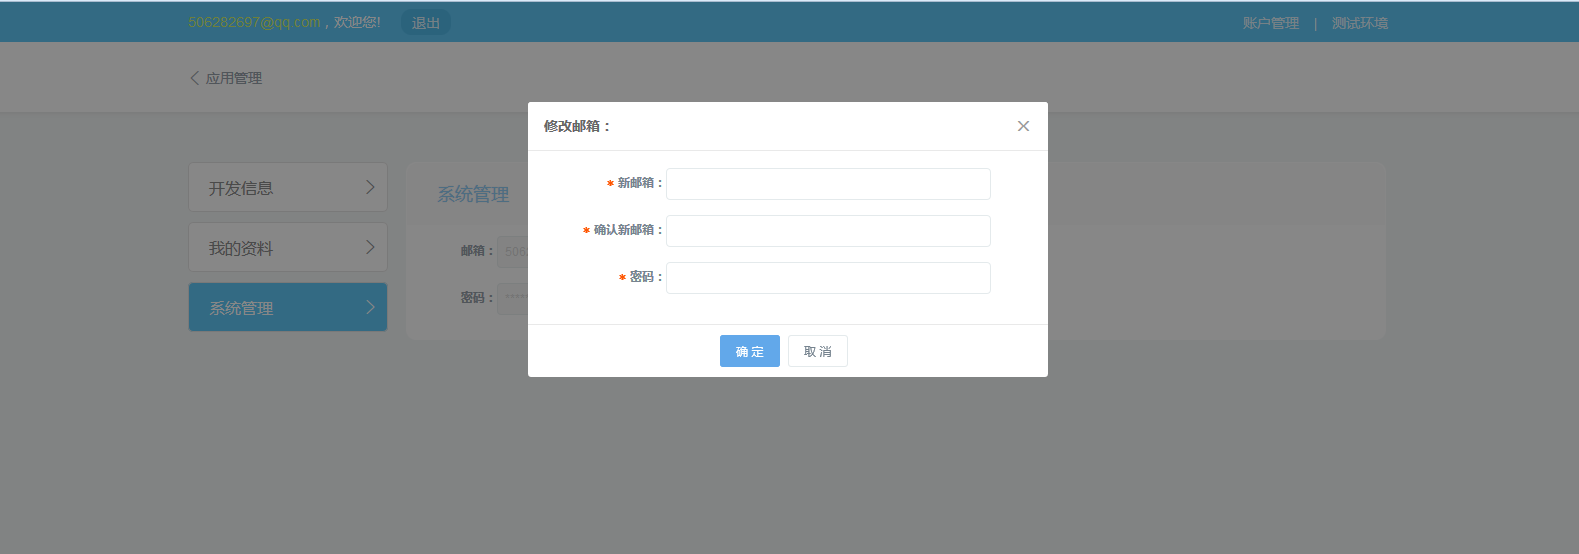 506282697@qq.com，欢迎您! 退出 账户管理 | 测试环境
应用管理
修改邮箱：
* 新邮箱：
* 确认新邮箱：
* 密码：
确 定 取 消
开发信息
我的资料
系统管理
系统管理
邮箱：506
密码：****